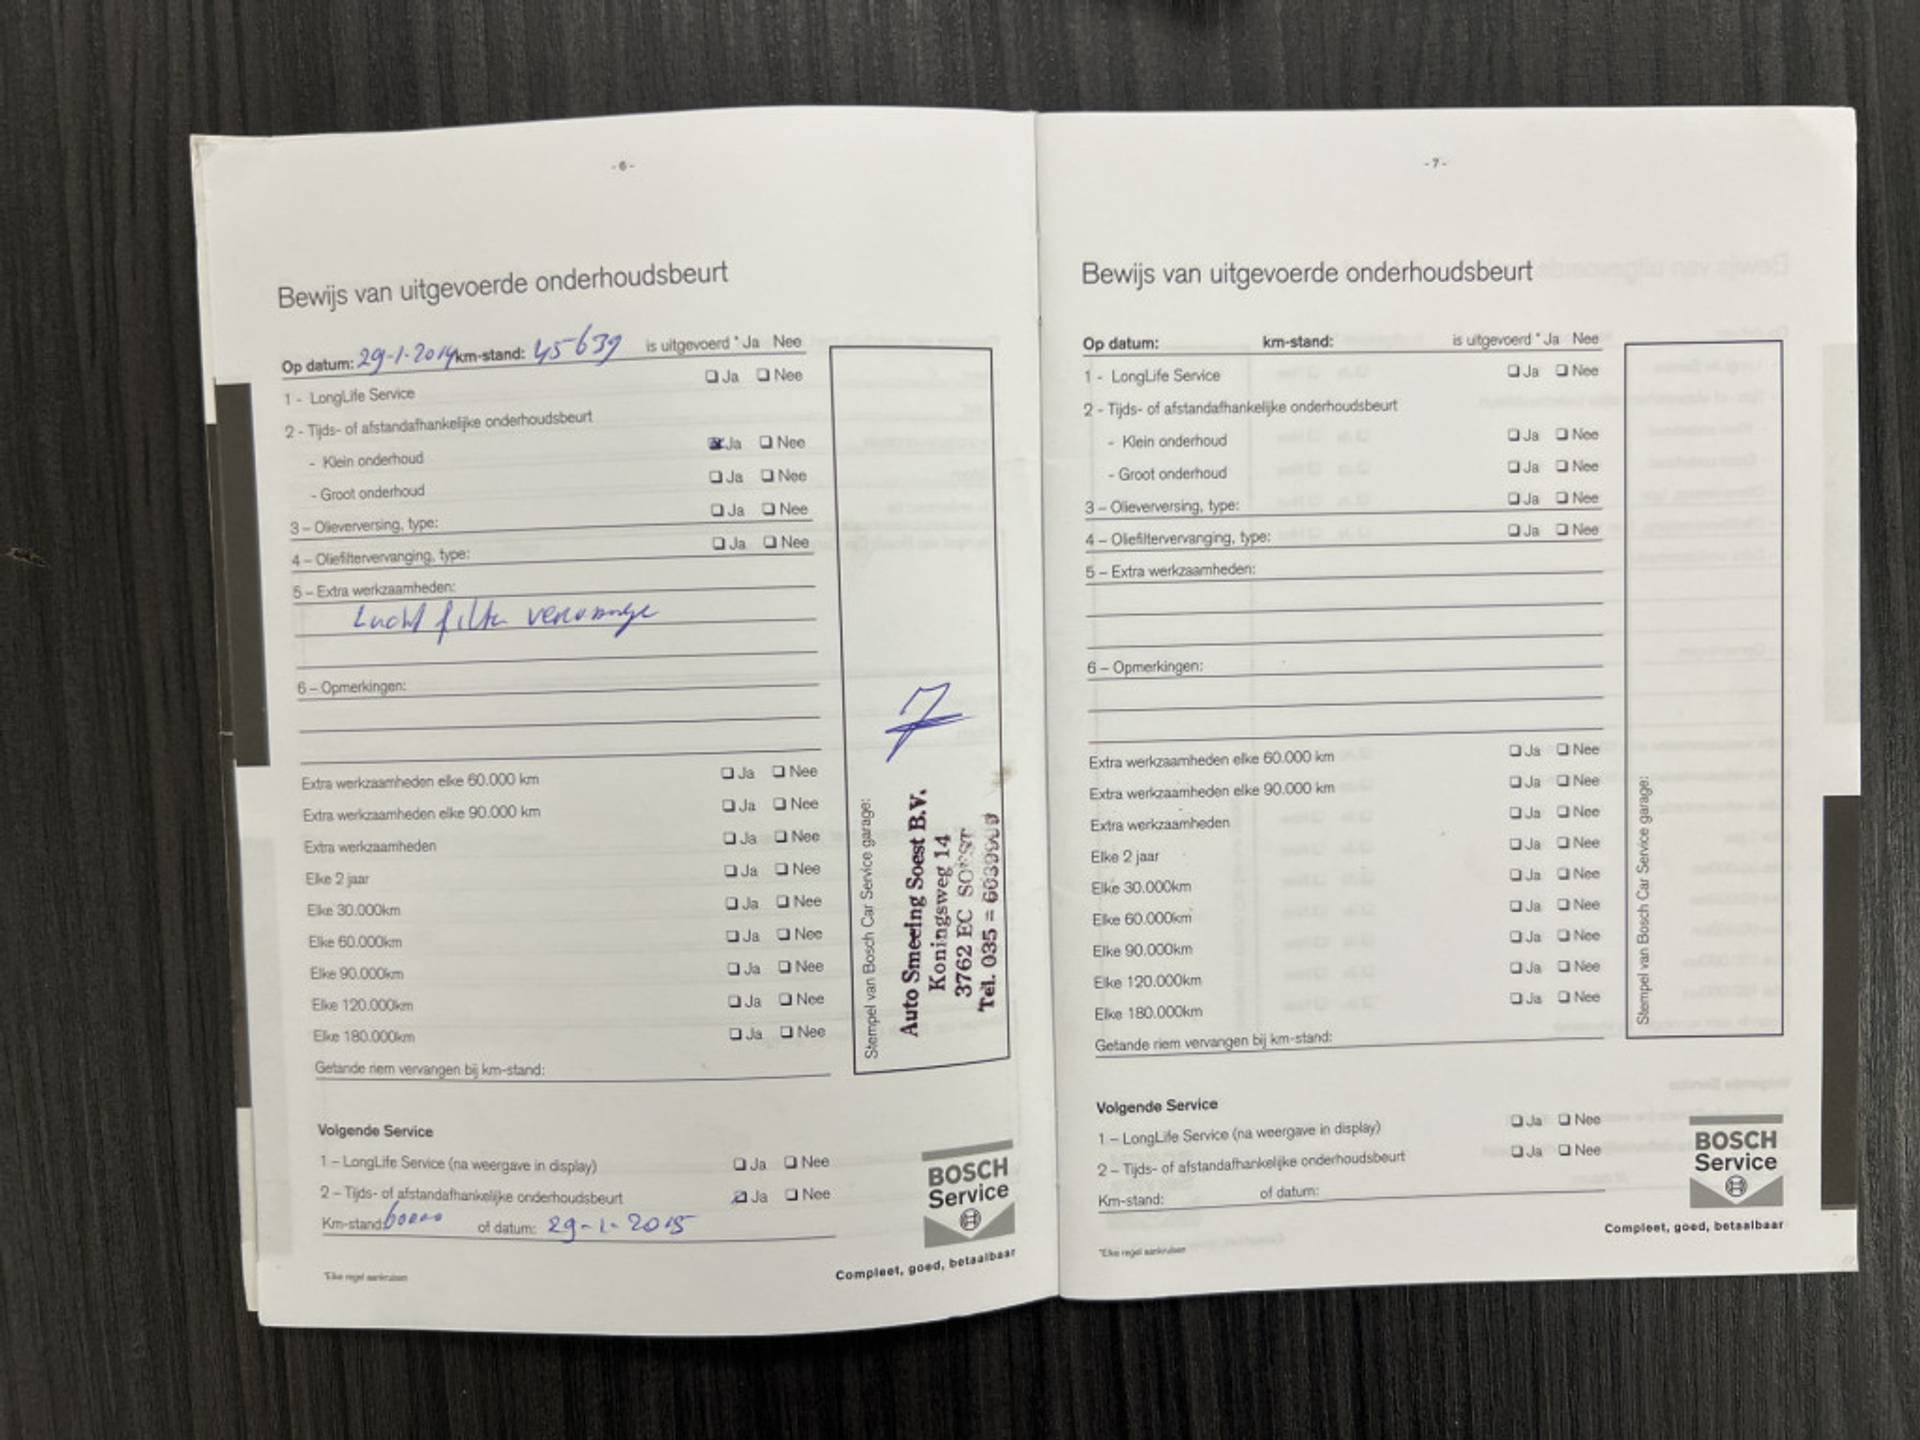 - 6 -
Bewijs van uitgevoerde onderhoudsbeurt
Op datum: 29-1-2014 km-stand: 45639 is uitgevoerd * Ja Nee
1 - LongLife Service Ja Nee
2 - Tijds- of afstandafhankelijke onderhoudsbeurt
- Klein onderhoud Ja Nee
- Groot onderhoud Ja Nee
3 – Olieverversing, type: Ja Nee
4 – Oliefiltervervanging, type: Ja Nee
5 – Extra werkzaamheden:
Lucht filter
6 – Opmerkingen:
Extra werkzaamheden elke 60.000 km Ja Nee
Extra werkzaamheden elke 90.000 km Ja Nee
Extra werkzaamheden Ja Nee
Elke 2 jaar Ja Nee
Elke 30.000km Ja Nee
Elke 60.000km Ja Nee
Elke 90.000km Ja Nee
Elke 120.000km Ja Nee
Elke 180.000km Ja Nee
Getande riem vervangen bij km-stand:
Stempel van Bosch Car Service garage:
Auto Smeeing Soest B.V.
Koningsweg 14
3762 EC SOEST
Tel. 035 =
Volgende Service
1 – LongLife Service (na weergave in display) Ja Nee
2 – Tijds- of afstandafhankelijke onderhoudsbeurt Ja Nee
Km-stand: 60000 of datum: 29-1-2015
*Elke regel aankruisen
BOSCH
Service
Compleet, goed, betaalbaar
- 7 -
Bewijs van uitgevoerde onderhoudsbeurt
Op datum: km-stand: is uitgevoerd * Ja Nee
1 - LongLife Service Ja Nee
2 - Tijds- of afstandafhankelijke onderhoudsbeurt
- Klein onderhoud Ja Nee
- Groot onderhoud Ja Nee
3 – Olieverversing, type: Ja Nee
4 – Oliefiltervervanging, type: Ja Nee
5 – Extra werkzaamheden:
6 – Opmerkingen:
Extra werkzaamheden elke 60.000 km Ja Nee
Extra werkzaamheden elke 90.000 km Ja Nee
Extra werkzaamheden Ja Nee
Elke 2 jaar Ja Nee
Elke 30.000km Ja Nee
Elke 60.000km Ja Nee
Elke 90.000km Ja Nee
Elke 120.000km Ja Nee
Elke 180.000km Ja Nee
Getande riem vervangen bij km-stand:
Stempel van Bosch Car Service garage:
Volgende Service
1 – LongLife Service (na weergave in display) Ja Nee
2 – Tijds- of afstandafhankelijke onderhoudsbeurt Ja Nee
Km-stand: of datum:
*Elke regel aankruisen
BOSCH
Service
Compleet, goed, betaalbaar